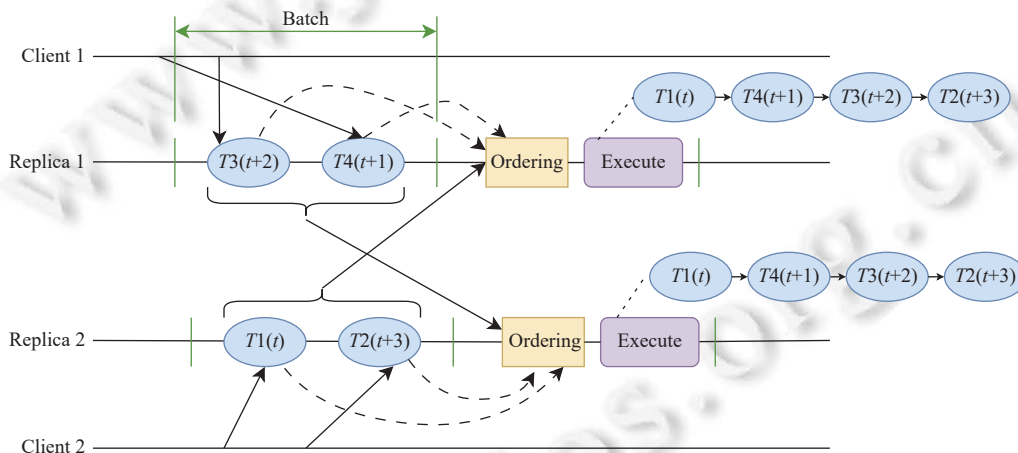 Batch
Client 1
T1(t) T4(t+1) T3(t+2) T2(t+3)
Replica 1 T3(t+2) T4(t+1) Ordering Execute
T1(t) T4(t+1) T3(t+2) T2(t+3)
Replica 2 T1(t) T2(t+3) Ordering Execute
Client 2